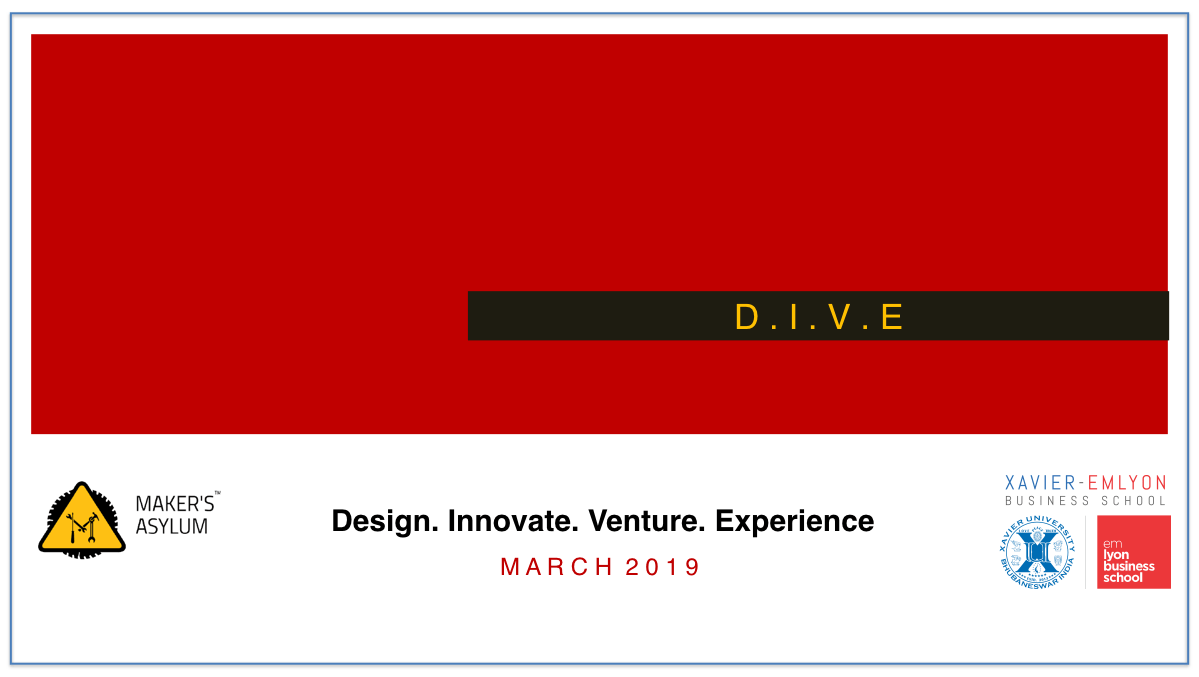 D.I.V.E
MAKER'S™
ASYLUM
Design. Innovate. Venture. Experience
MARCH 2019
XAVIER-EMLYON
BUSINESS SCHOOL
XAVIER UNIVERSITY
BHUBANESWAR INDIA
em
lyon
business
school